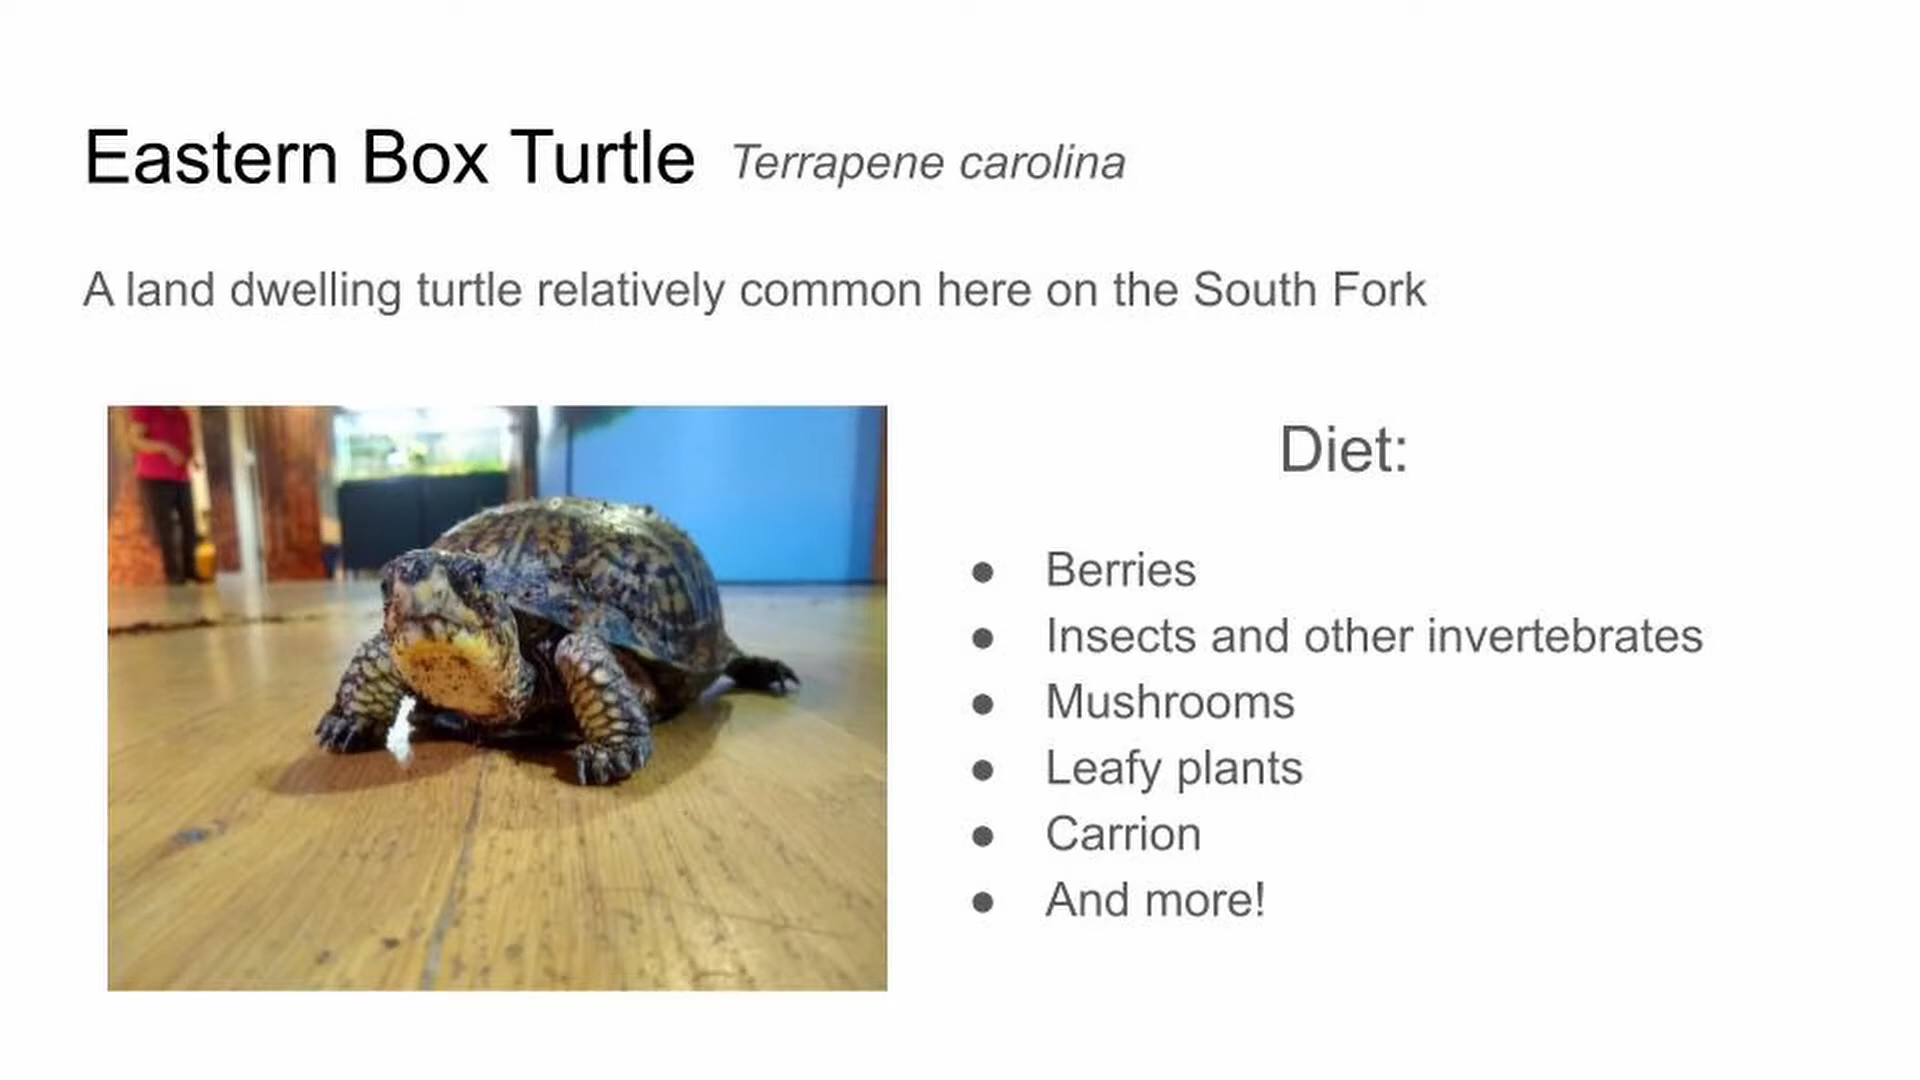 Eastern Box Turtle Terrapene carolina
A land dwelling turtle relatively common here on the South Fork
Diet:
● Berries
● Insects and other invertebrates
● Mushrooms
● Leafy plants
● Carrion
● And more!